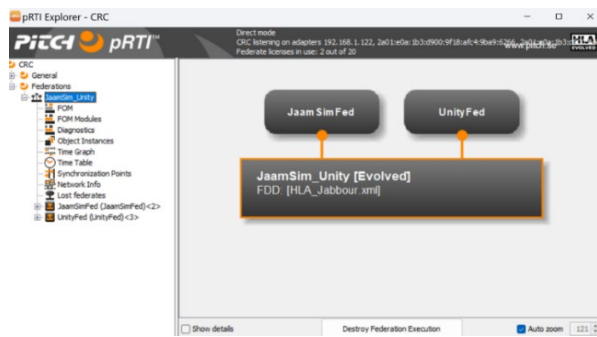 pRTI Explorer - CRC
PITCH pRTI™
Direct mode
CRC listening on adapters 192.168.1.122,
Federate licenses in use: 2 out of 20
www.pitch.se
HLA
EVOLVED
CRC
General
Federations
JaamSim_Unity
FOM
FOM Modules
Diagnostics
Object Instances
Time Graph
Time Table
Synchronization Points
Network Info
Lost federates
JaamSimFed (JaamSimFed)<2>
UnityFed (UnityFed)<3>
JaamSimFed
UnityFed
JaamSim_Unity [Evolved]
FDD: [HLA_Jabbour.xml]
Show details
Destroy Federation Execution
Auto zoom
121